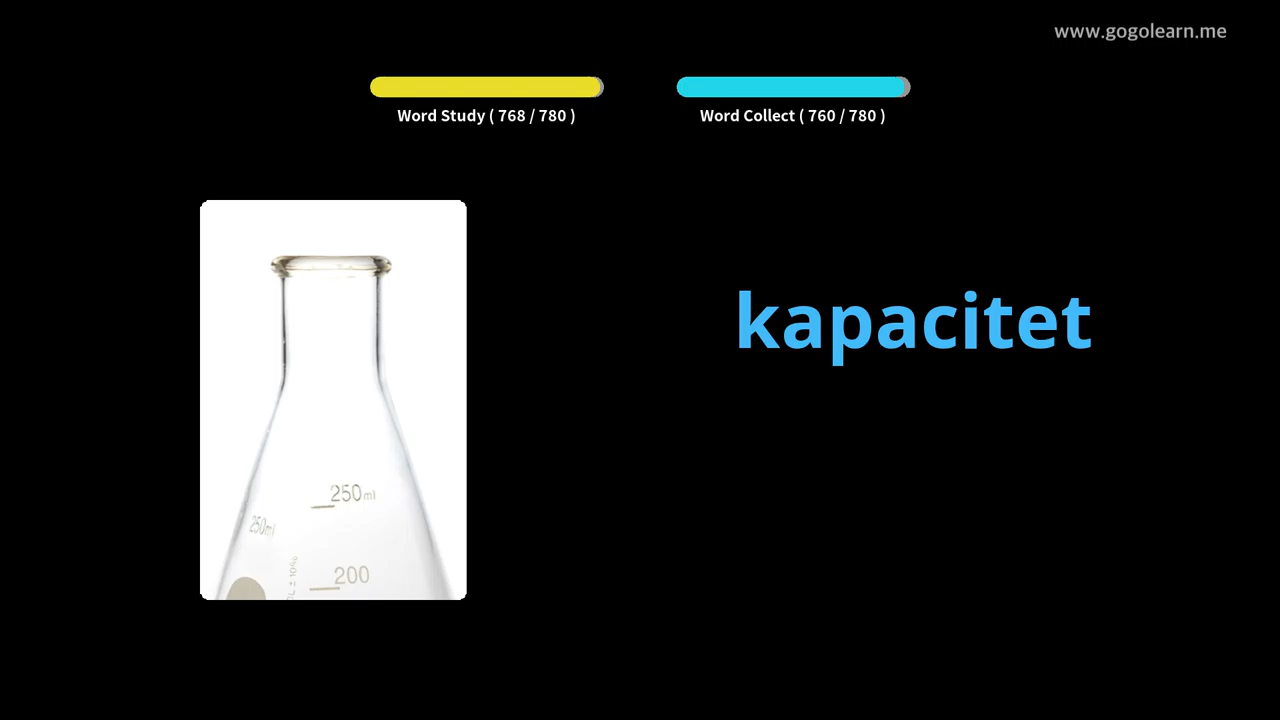 www.gogolearn.me
Word Study ( 768 / 780 )
Word Collect ( 760 / 780 )
kapacitet
250ml
250ml
200